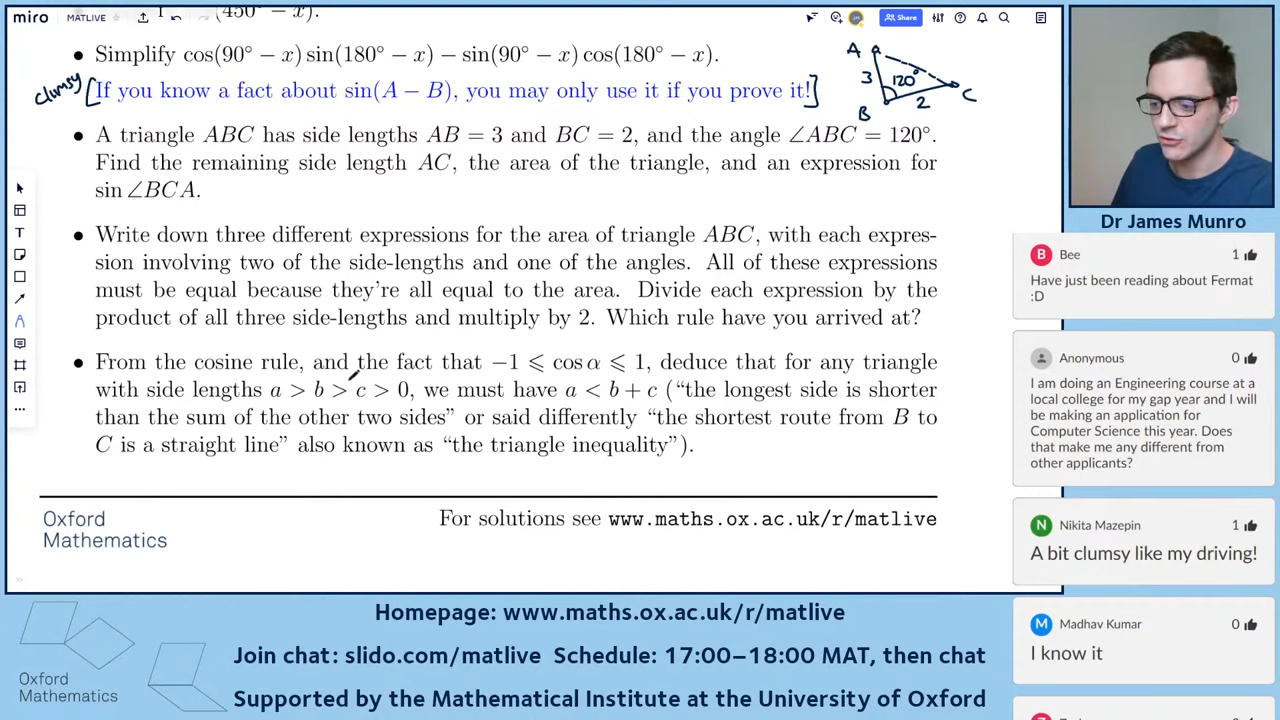 miro
MATLIVE
Share
(450° − x).
• Simplify cos(90° − x) sin(180° − x) − sin(90° − x) cos(180° − x).
clumsy [If you know a fact about sin(A − B), you may only use it if you prove it!]
A
3
120°
2
B
C
• A triangle ABC has side lengths AB = 3 and BC = 2, and the angle ∠ABC = 120°.
Find the remaining side length AC, the area of the triangle, and an expression for
sin ∠BCA.
• Write down three different expressions for the area of triangle ABC, with each expres-
sion involving two of the side-lengths and one of the angles. All of these expressions
must be equal because they're all equal to the area. Divide each expression by the
product of all three side-lengths and multiply by 2. Which rule have you arrived at?
• From the cosine rule, and the fact that −1 ⩽ cos α ⩽ 1, deduce that for any triangle
with side lengths a > b > c > 0, we must have a < b + c (“the longest side is shorter
than the sum of the other two sides” or said differently “the shortest route from B to
C is a straight line” also known as “the triangle inequality”).
Oxford
Mathematics
For solutions see www.maths.ox.ac.uk/r/matlive
Dr James Munro
B Bee 1
Have just been reading about Fermat
:D
Anonymous 0
I am doing an Engineering course at a
local college for my gap year and I will
be making an application for
Computer Science this year. Does
that make me any different from
other applicants?
N Nikita Mazepin 1
A bit clumsy like my driving!
M Madhav Kumar 0
I know it
Homepage: www.maths.ox.ac.uk/r/matlive
Join chat: slido.com/matlive Schedule: 17:00–18:00 MAT, then chat
Supported by the Mathematical Institute at the University of Oxford
Oxford
Mathematics